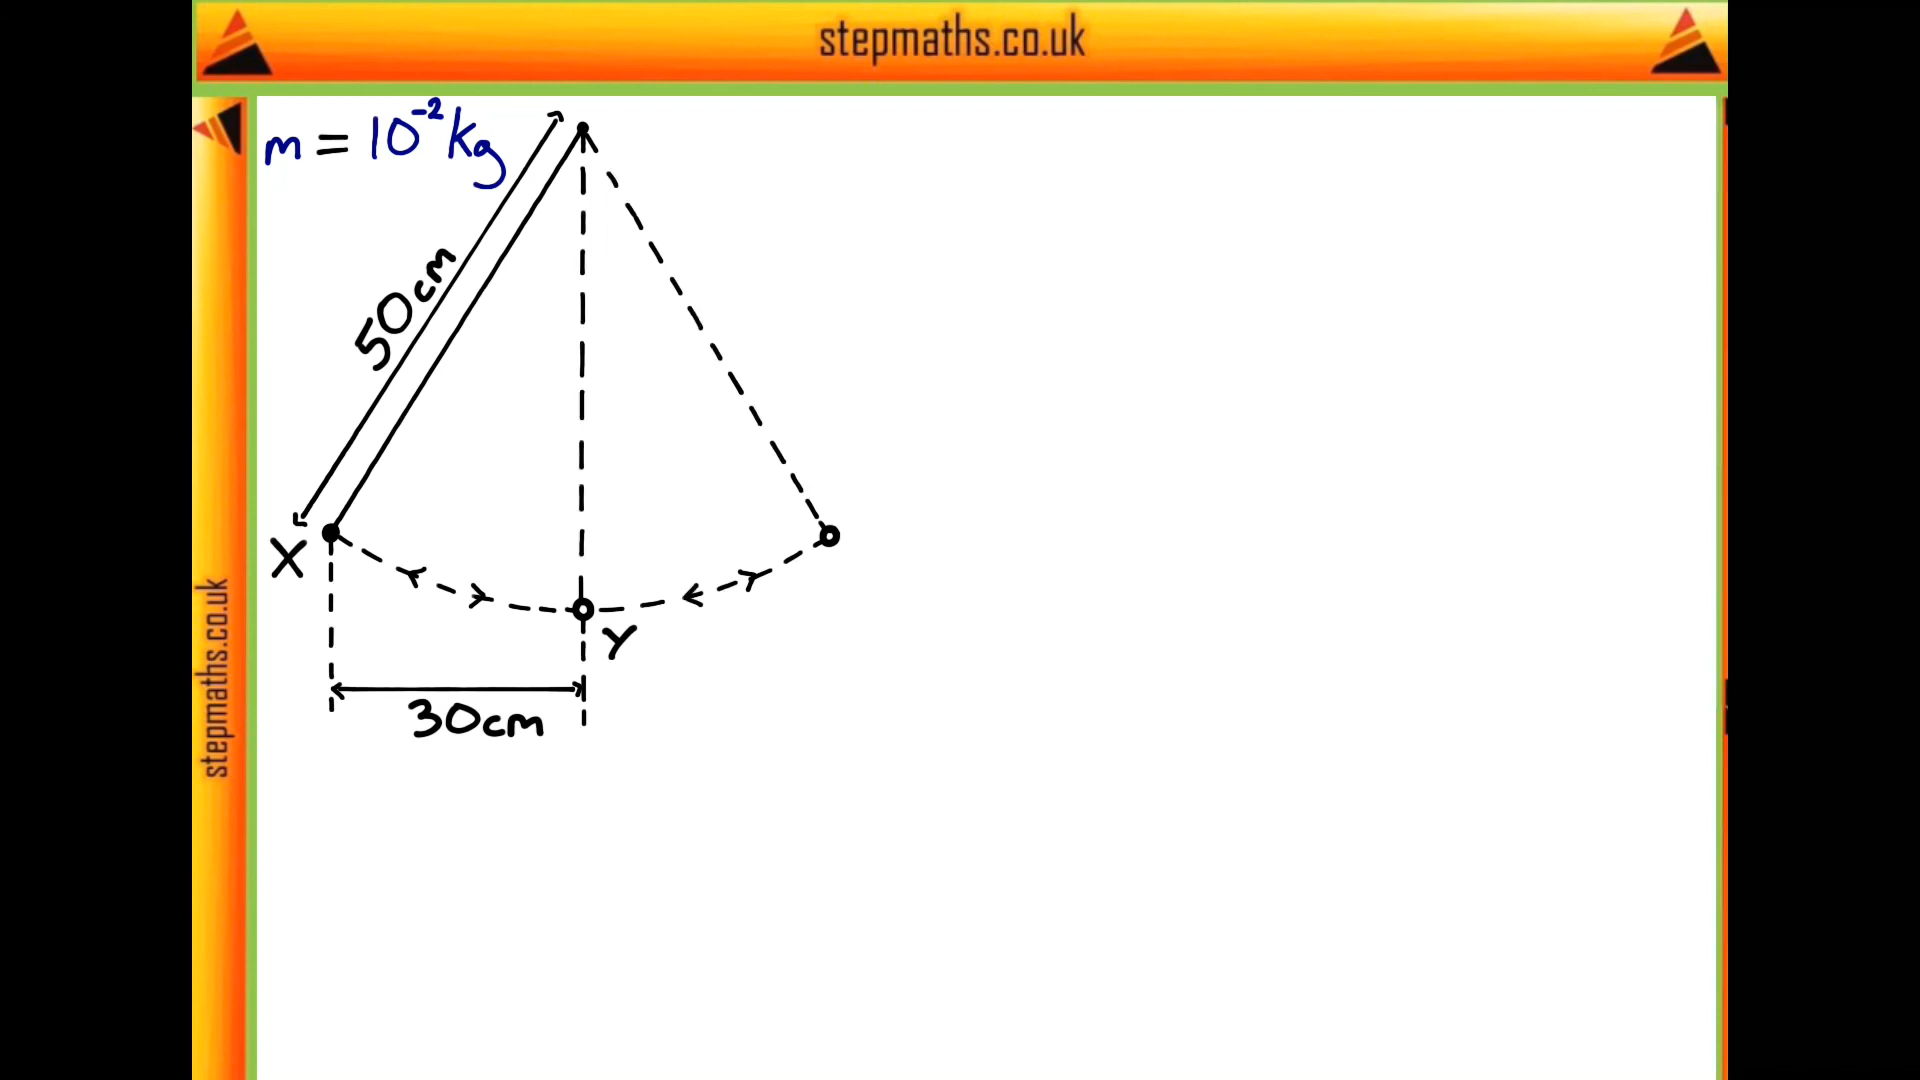 stepmaths.co.uk
m = 10⁻² kg
50cm
X
Y
30cm
stepmaths.co.uk